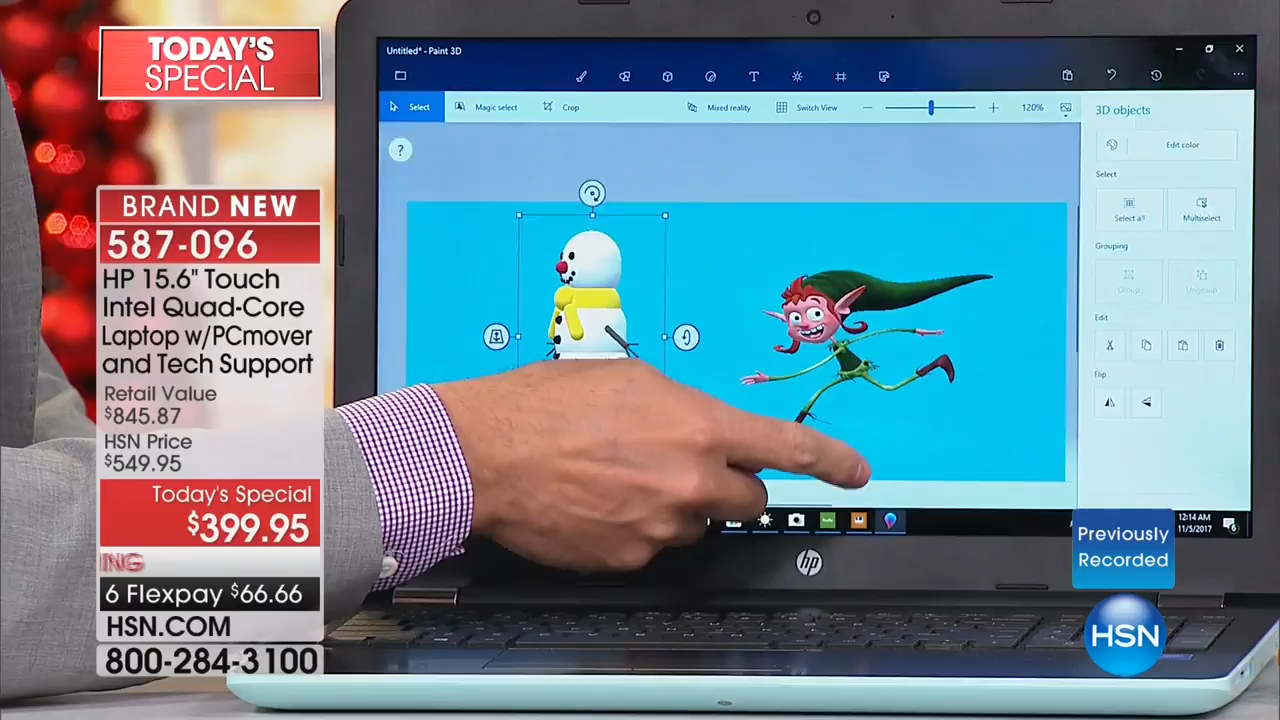 TODAY'S
SPECIAL
BRAND NEW
587-096
HP 15.6" Touch
Intel Quad-Core
Laptop w/PCmover
and Tech Support
Retail Value
$845.87
HSN Price
$549.95
Today's Special
$399.95
ING
6 Flexpay $66.66
HSN.COM
800-284-3100
Untitled* - Paint 3D
Select
Magic select
Crop
Mixed reality
Switch View
120%
?
3D objects
Edit color
Select
Select all
Multiselect
Grouping
Group
Ungroup
Edit
Flip
12:14 AM
11/5/2017
hp
Previously
Recorded
HSN